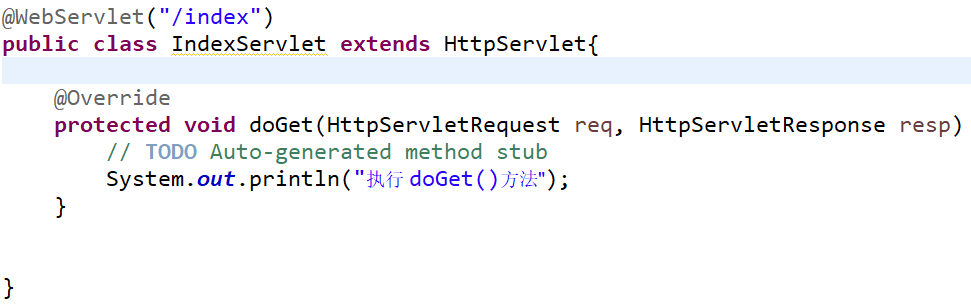 @WebServlet("/index")
public class IndexServlet extends HttpServlet{
@Override
protected void doGet(HttpServletRequest req, HttpServletResponse resp)
// TODO Auto-generated method stub
System.out.println("执行doGet()方法");
}
}